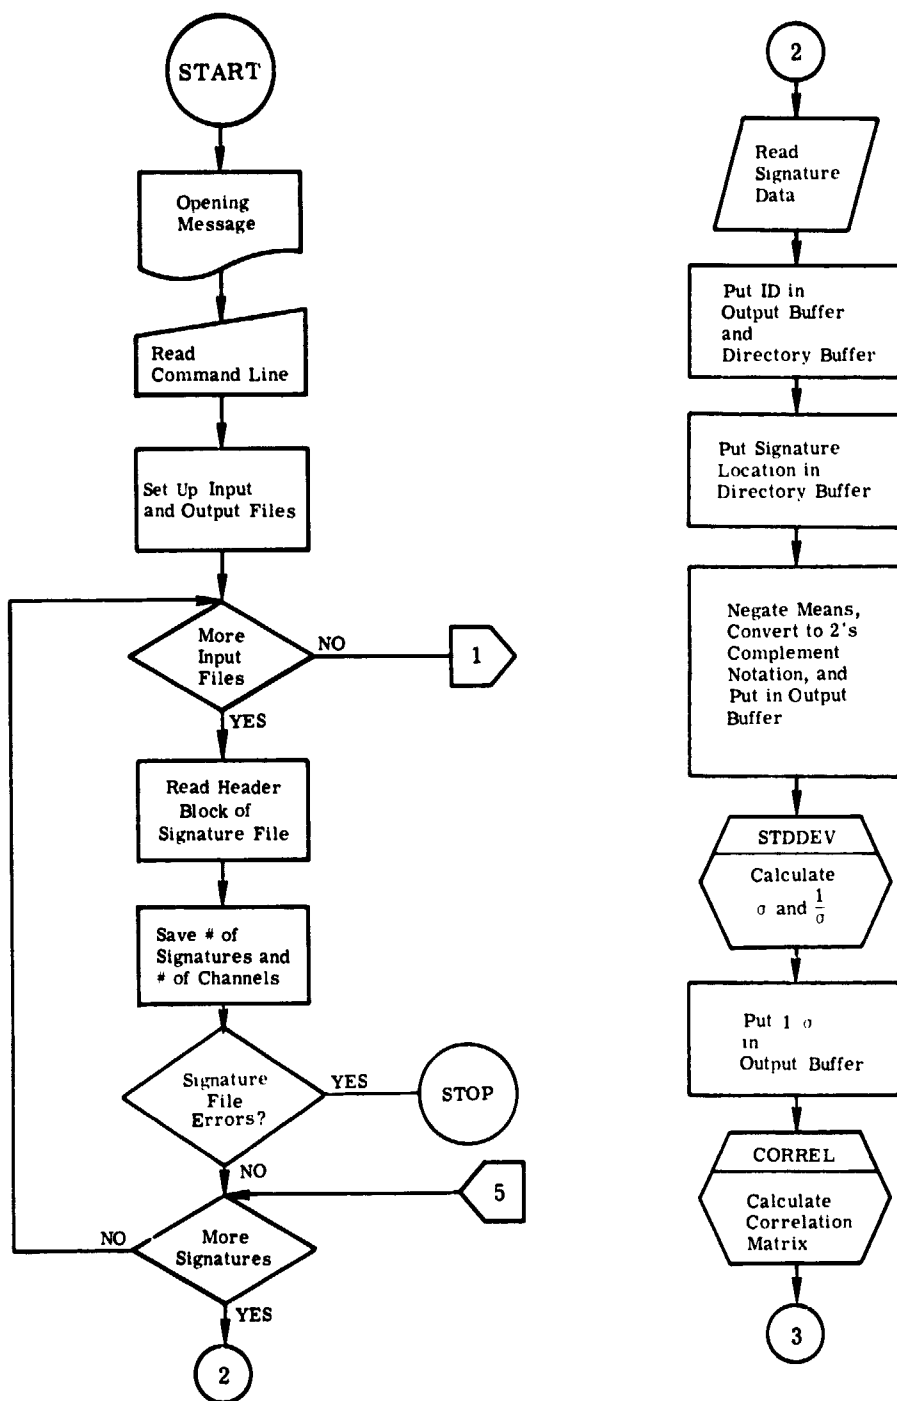 START
Opening
Message
Read
Command Line
Set Up Input
and Output Files
More
Input
Files
NO
1
YES
Read Header
Block of
Signature File
Save # of
Signatures and
# of Channels
Signature
File
Errors?
YES
STOP
NO
5
NO
More
Signatures
YES
2
2
Read
Signature
Data
Put ID in
Output Buffer
and
Directory Buffer
Put Signature
Location in
Directory Buffer
Negate Means,
Convert to 2's
Complement
Notation, and
Put in Output
Buffer
STDDEV
Calculate
σ and 1/σ
Put 1 σ
in
Output Buffer
CORREL
Calculate
Correlation
Matrix
3